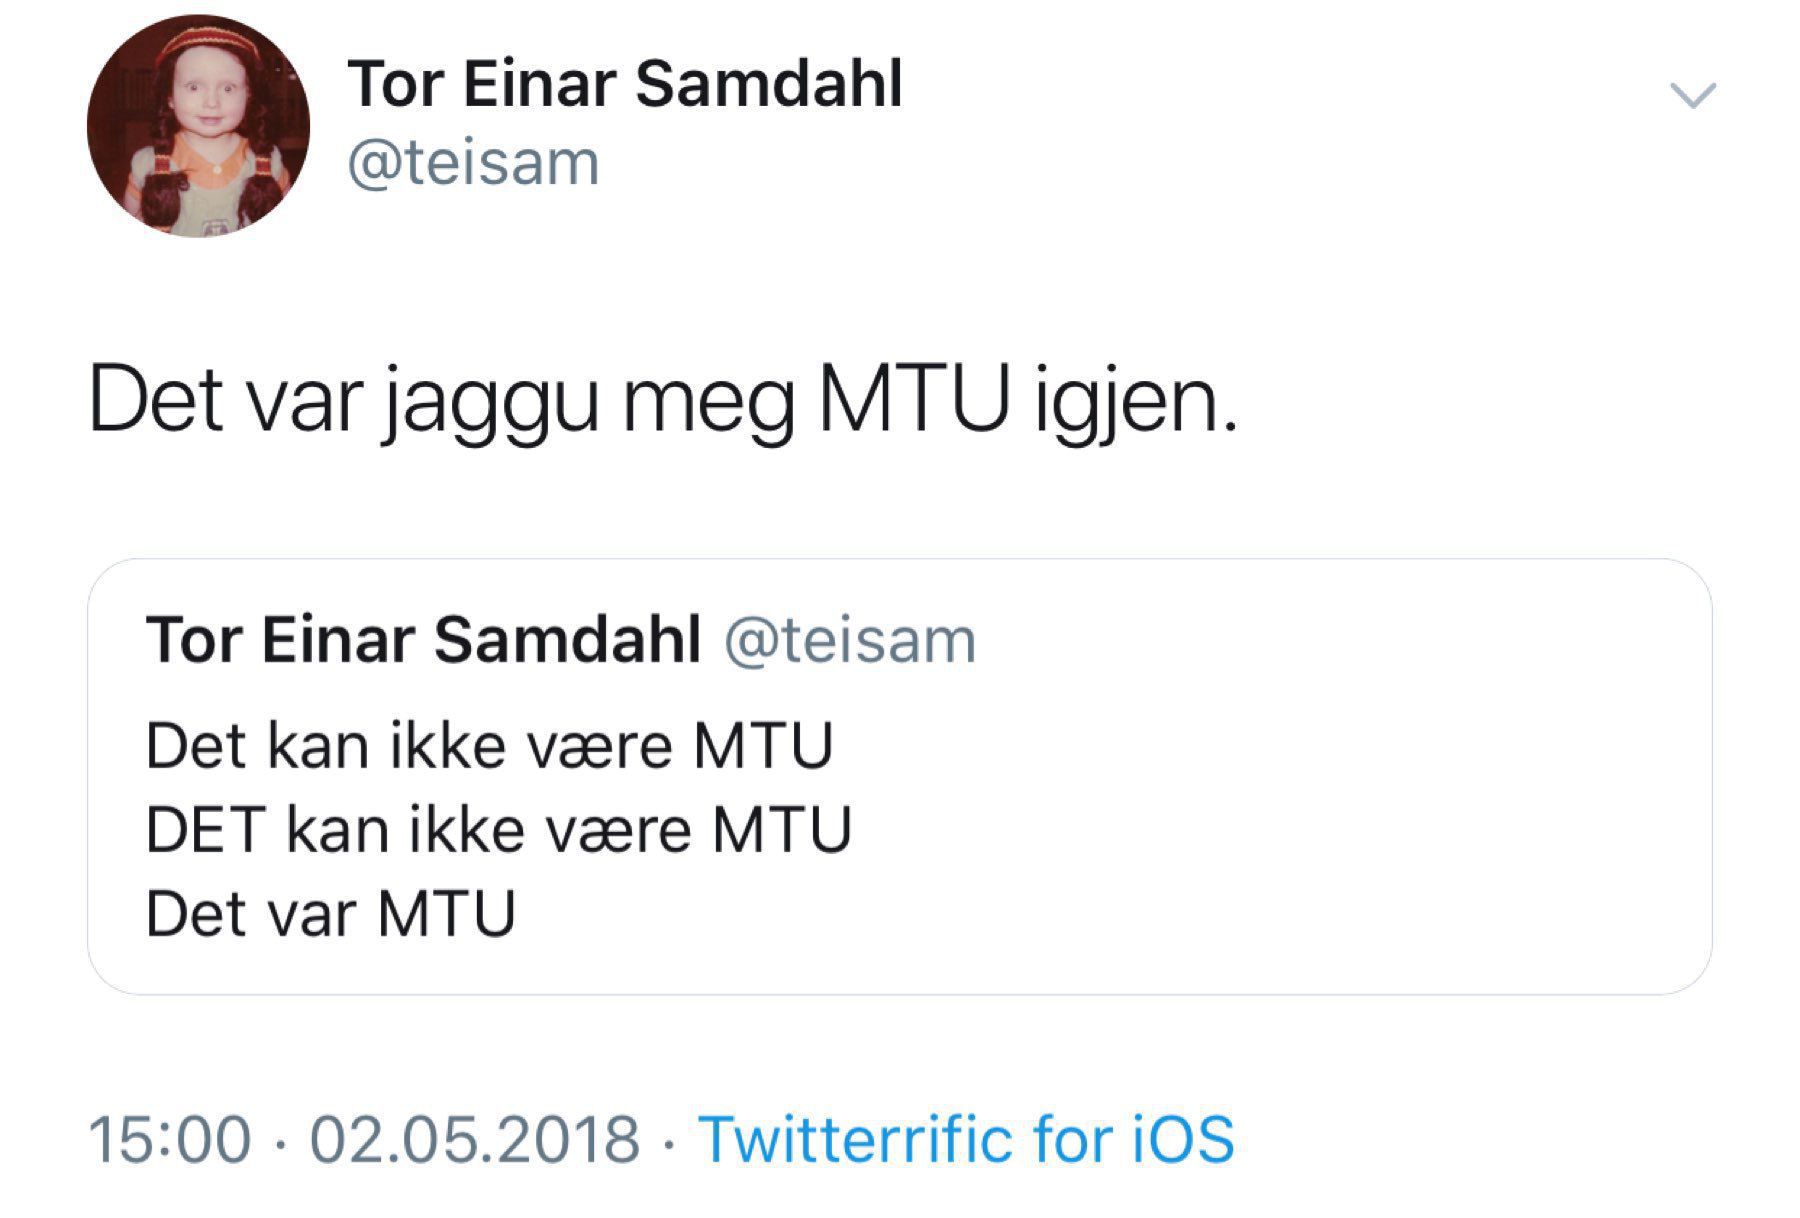 Tor Einar Samdahl
@teisam
Det var jaggu meg MTU igjen.
Tor Einar Samdahl @teisam
Det kan ikke være MTU
DET kan ikke være MTU
Det var MTU
15:00 · 02.05.2018 · Twitterrific for iOS